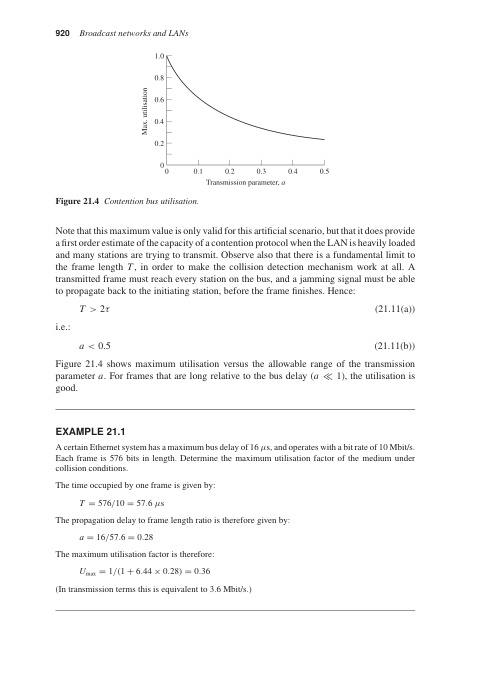 920 Broadcast networks and LANs
1.0
0.8
0.6
0.4
0.2
0
Max. utilisation
0 0.1 0.2 0.3 0.4 0.5
Transmission parameter, a
Figure 21.4 Contention bus utilisation.
Note that this maximum value is only valid for this artificial scenario, but that it does provide
a first order estimate of the capacity of a contention protocol when the LAN is heavily loaded
and many stations are trying to transmit. Observe also that there is a fundamental limit to
the frame length T, in order to make the collision detection mechanism work at all. A
transmitted frame must reach every station on the bus, and a jamming signal must be able
to propagate back to the initiating station, before the frame finishes. Hence:
T > 2τ (21.11(a))
i.e.:
a < 0.5 (21.11(b))
Figure 21.4 shows maximum utilisation versus the allowable range of the transmission
parameter a. For frames that are long relative to the bus delay (a ≪ 1), the utilisation is
good.
EXAMPLE 21.1
A certain Ethernet system has a maximum bus delay of 16 μs, and operates with a bit rate of 10 Mbit/s.
Each frame is 576 bits in length. Determine the maximum utilisation factor of the medium under
collision conditions.
The time occupied by one frame is given by:
T = 576/10 = 57.6 μs
The propagation delay to frame length ratio is therefore given by:
a = 16/57.6 = 0.28
The maximum utilisation factor is therefore:
Umax = 1/(1 + 6.44 × 0.28) = 0.36
(In transmission terms this is equivalent to 3.6 Mbit/s.)